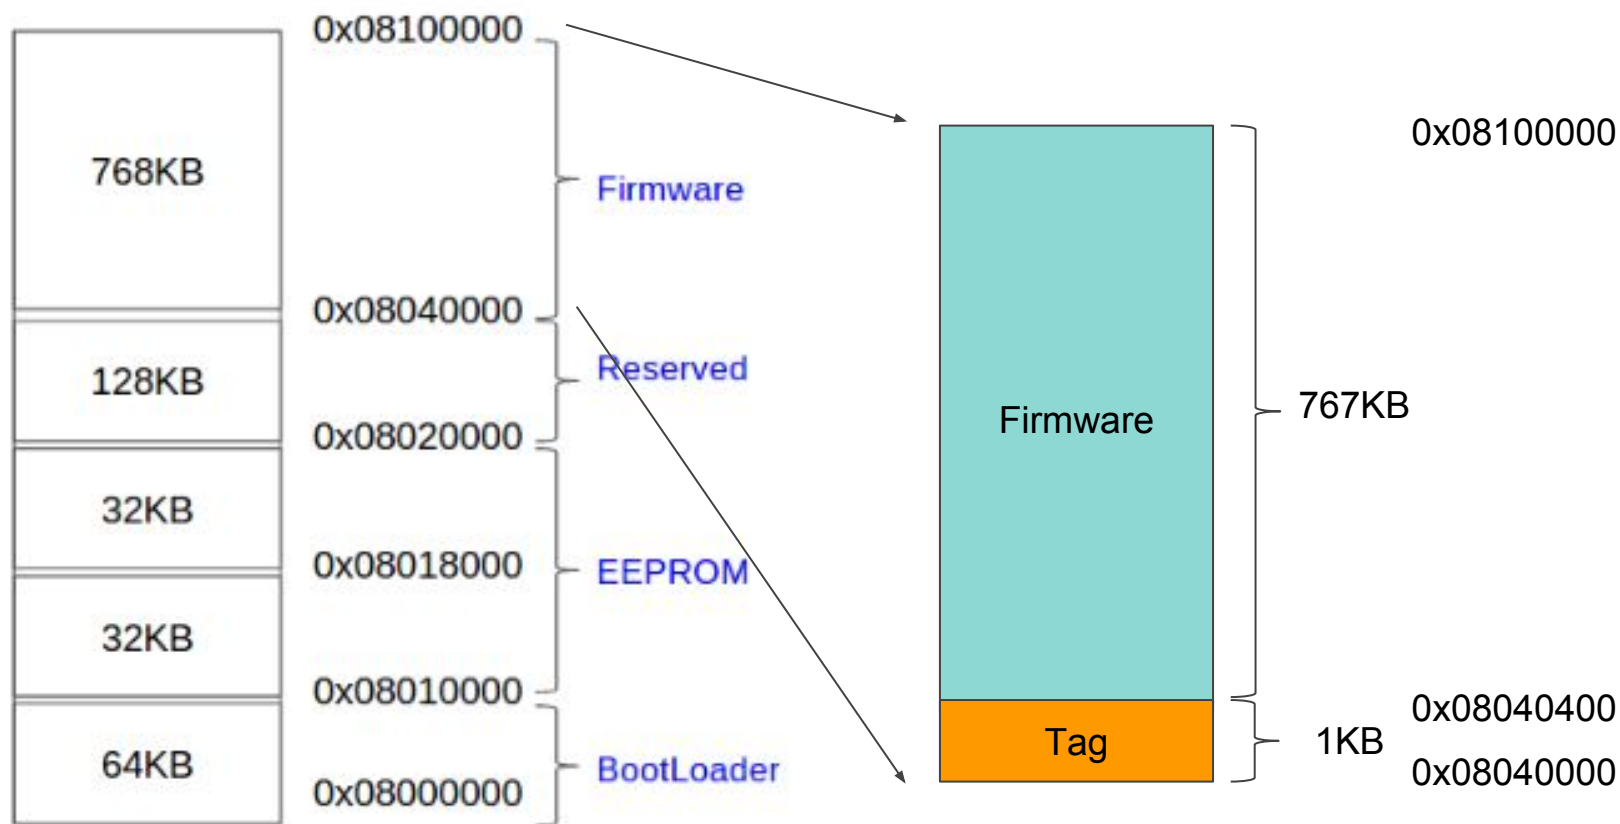 0x08100000
768KB
Firmware
0x08040000
128KB
Reserved
0x08020000
32KB
0x08018000
EEPROM
32KB
0x08010000
64KB
BootLoader
0x08000000
0x08100000
Firmware
767KB
0x08040400
Tag
1KB
0x08040000